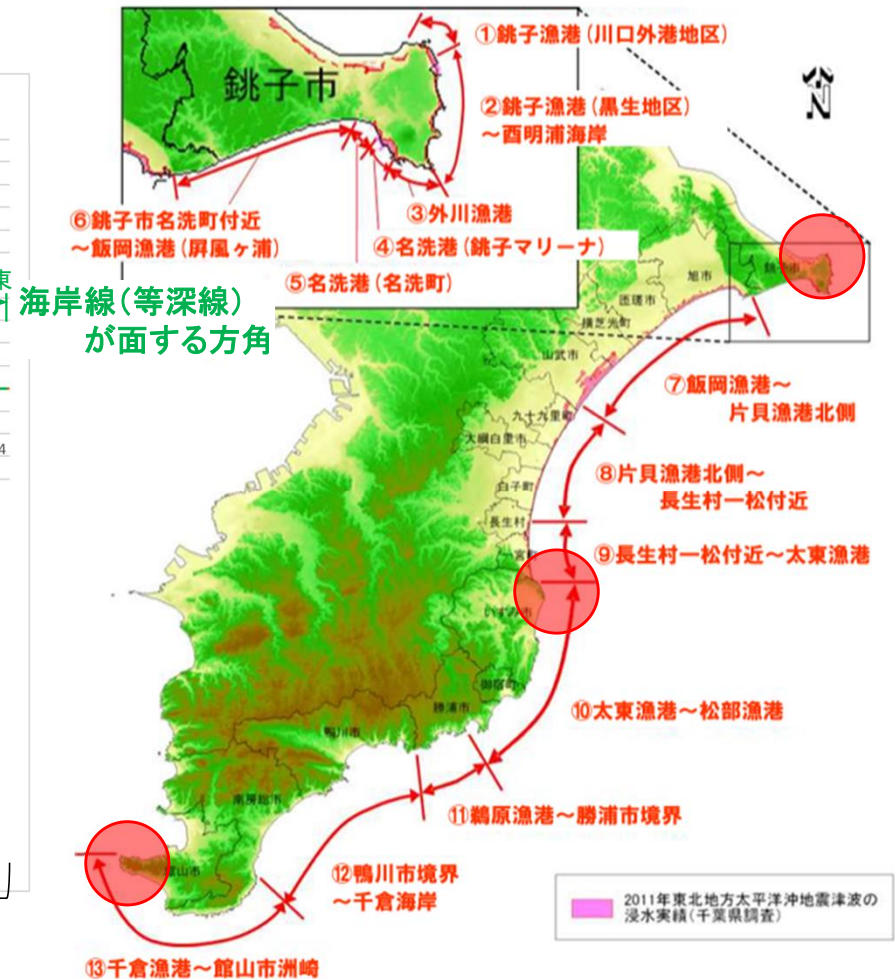 ①銚子漁港(川口外港地区)
銚子市
②銚子漁港(黒生地区)
～酉明浦海岸
③外川漁港
④名洗港(銚子マリーナ)
⑤名洗港(名洗町)
⑥銚子市名洗町付近
～飯岡漁港(屏風ヶ浦)
N
東
海岸線(等深線)
が面する方角
4
銚子市
旭市
匝瑳市
横芝光町
山武市
九十九里町
大網白里市
白子町
長生村
一宮町
いすみ市
御宿町
勝浦市
鴨川市
南房総市
館山市
⑦飯岡漁港～
片貝漁港北側
⑧片貝漁港北側～
長生村一松付近
⑨長生村一松付近～太東漁港
⑩太東漁港～松部漁港
⑪鵜原漁港～勝浦市境界
⑫鴨川市境界
～千倉海岸
⑬千倉漁港～館山市洲崎
2011年東北地方太平洋沖地震津波の
浸水実績(千葉県調査)